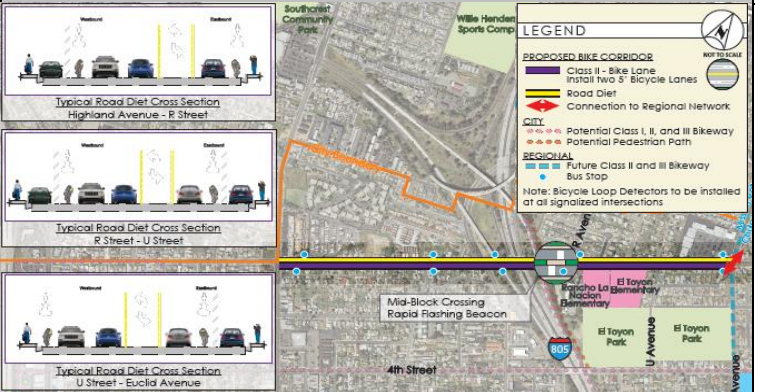 Westbound
Eastbound
Typical Road Diet Cross Section
Highland Avenue - R Street
Westbound
Eastbound
Typical Road Diet Cross Section
R Street - U Street
Westbound
Eastbound
Typical Road Diet Cross Section
U Street - Euclid Avenue
Southcrest
Community
Park
Willie Hender
Sports Comp
City Boundary
R Aven
Mid-Block Crossing
Rapid Flashing Beacon
Rancho La
Nacion
Elementary
El Toyon
Elementary
El Toyon
Park
U Avenue
El Toyon
Park
805
4th Street
Avenue
LEGEND
NOT TO SCALE
PROPOSED BIKE CORRIDOR
Class II - Bike Lane
Install two 5' Bicycle Lanes
Road Diet
Connection to Regional Network
CITY
Potential Class I, II, and III Bikeway
Potential Pedestrian Path
REGIONAL
Future Class II and III Bikeway
Bus Stop
Note: Bicycle Loop Detectors to be installed
at all signalized intersections